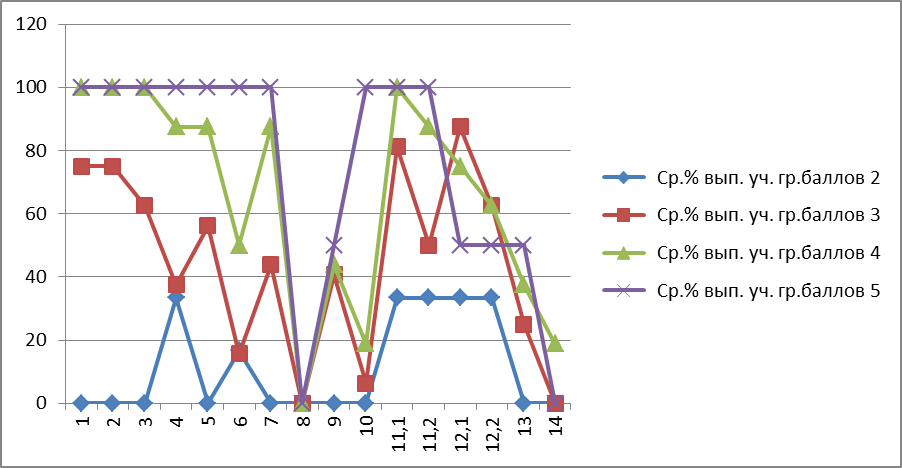 120
100
80
60
40
20
0
1 2 3 4 5 6 7 8 9 10 11,1 11,2 12,1 12,2 13 14
Ср.% вып. уч. гр.баллов 2
Ср.% вып. уч. гр.баллов 3
Ср.% вып. уч. гр.баллов 4
Ср.% вып. уч. гр.баллов 5